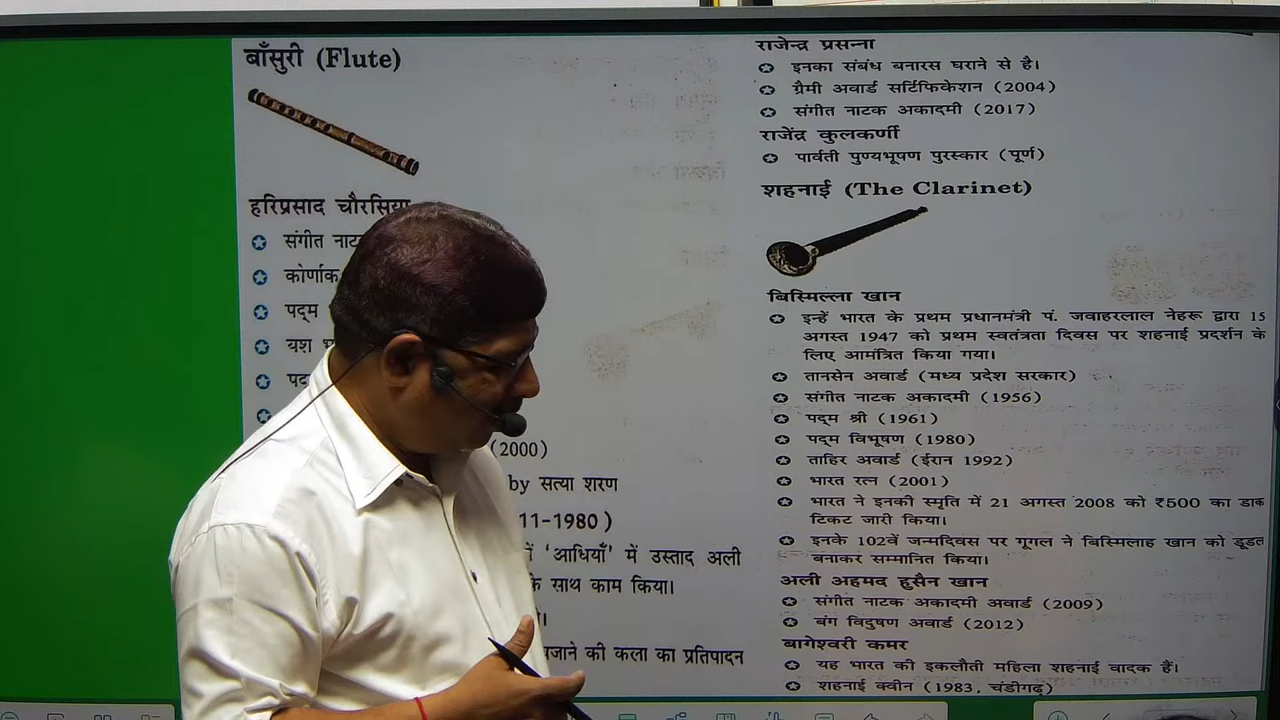 बाँसुरी (Flute)
हरिप्रसाद चौरसिया
संगीत
कोर्णाक
पद्म
यश
(2000)
by सत्या शरण
11-1980)
'आधियाँ' में उस्ताद अली
के साथ काम किया।
बजाने की कला का प्रतिपादन
राजेन्द्र प्रसन्ना
इनका संबंध बनारस घराने से है।
ग्रैमी अवार्ड सर्टिफिकेशन (2004)
संगीत नाटक अकादमी (2017)
राजेंद्र कुलकर्णी
पार्वती पुण्यभूषण पुरस्कार (पूर्ण)
शहनाई (The Clarinet)
बिस्मिल्ला खान
इन्हें भारत के प्रथम प्रधानमंत्री पं. जवाहरलाल नेहरू द्वारा 15
अगस्त 1947 को प्रथम स्वतंत्रता दिवस पर शहनाई प्रदर्शन के
लिए आमंत्रित किया गया।
तानसेन अवार्ड (मध्य प्रदेश सरकार)
संगीत नाटक अकादमी (1956)
पद्म श्री (1961)
पद्म विभूषण (1980)
ताहिर अवार्ड (ईरान 1992)
भारत रत्न (2001)
भारत ने इनकी स्मृति में 21 अगस्त 2008 को ₹500 का डाक
टिकट जारी किया।
इनके 102वें जन्मदिवस पर गूगल ने बिस्मिलाह खान को डूडल
बनाकर सम्मानित किया।
अली अहमद हुसैन खान
संगीत नाटक अकादमी अवार्ड (2009)
बंग विदुषण अवार्ड (2012)
बागेश्वरी कमर
यह भारत की इकलौती महिला शहनाई वादक हैं।
शहनाई क्वीन (1983, चंडीगढ़)